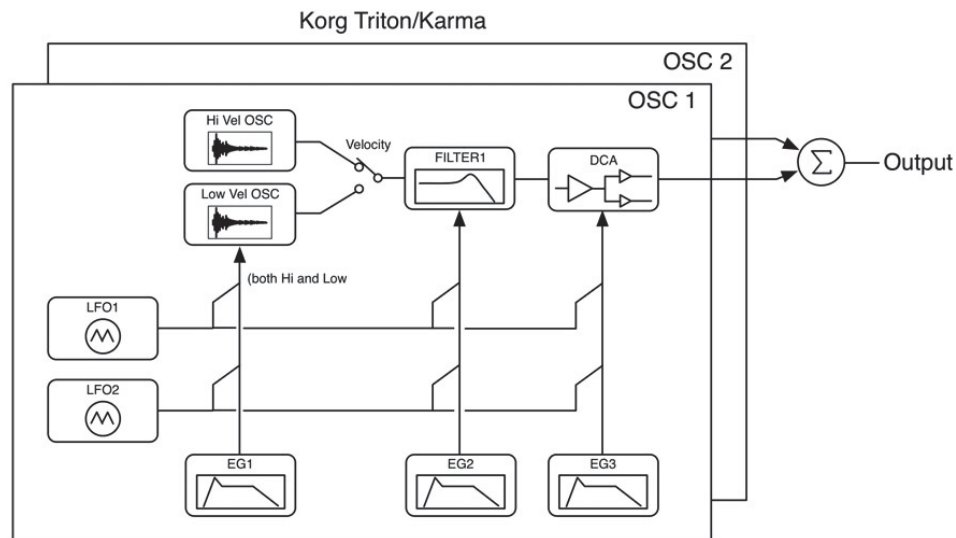 Korg Triton/Karma
OSC 2
OSC 1
Hi Vel OSC
Velocity
FILTER1
DCA
Σ
Output
Low Vel OSC
(both Hi and Low
LFO1
LFO2
EG1
EG2
EG3